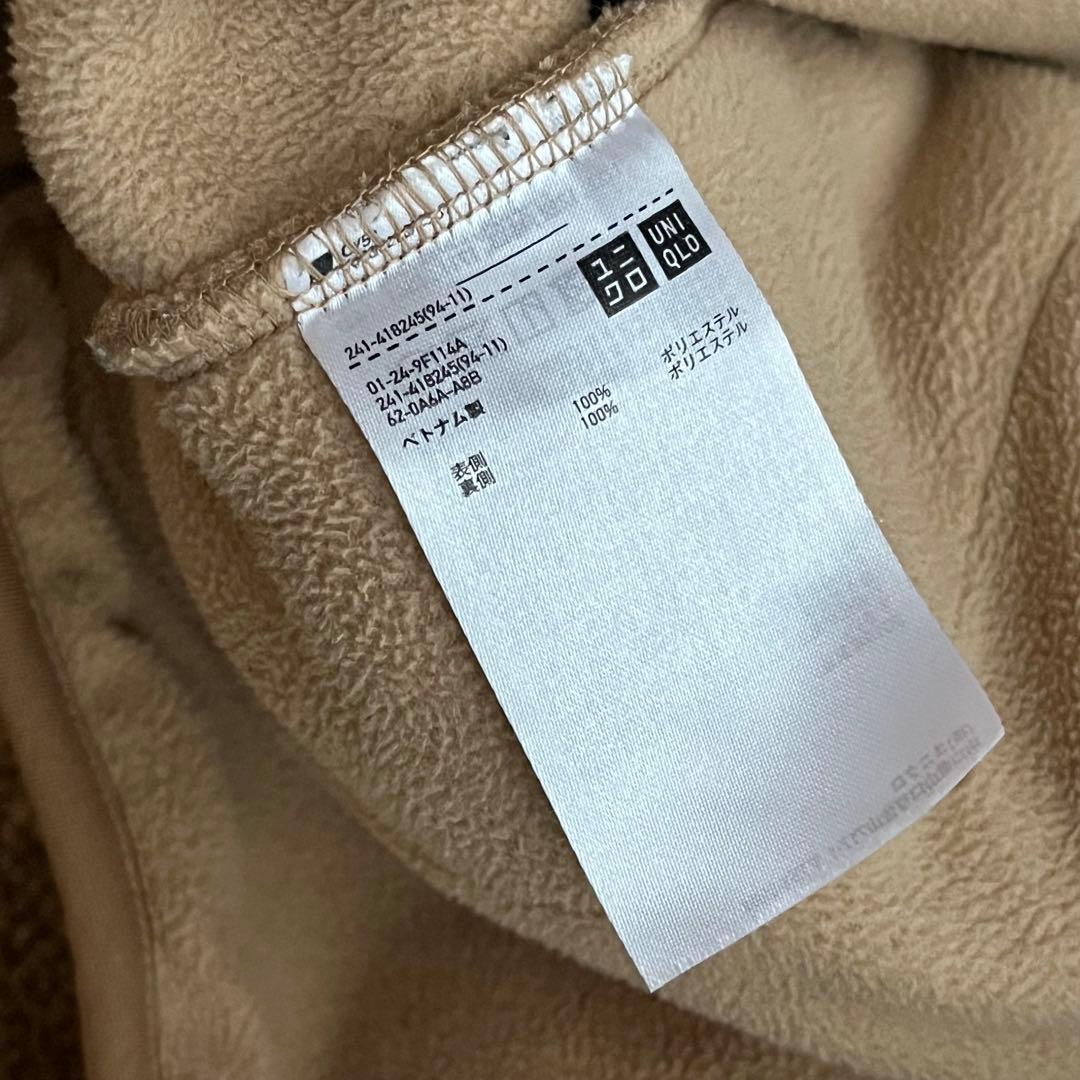 ユニ
クロ
UNI
QLO
241-418245(94-11)
01-24-9F114A
241-418245(94-11)
62-0A6A-A8B
ベトナム製
表側 100% ポリエステル
裏側 100% ポリエステル